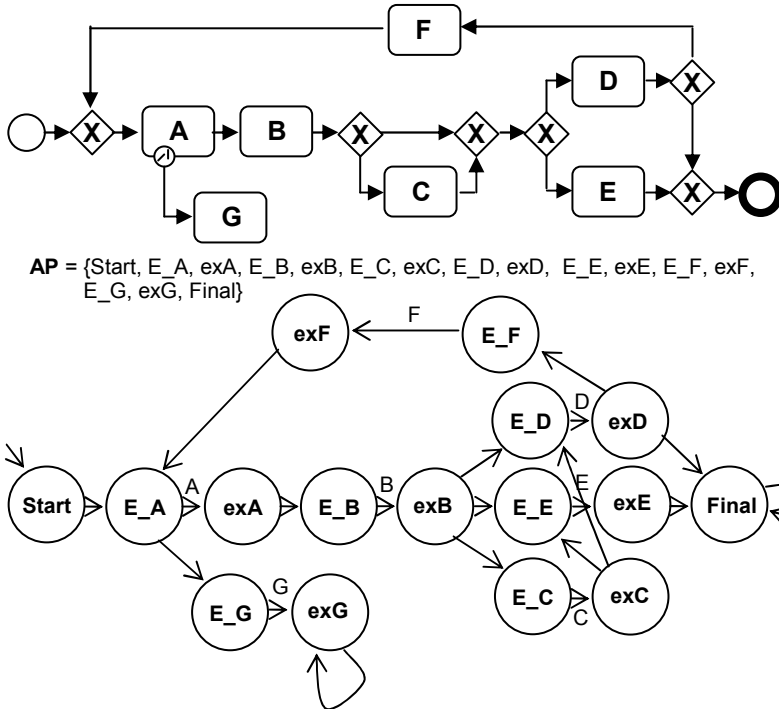 F
D
X
X
A
B
X
X
X
C
E
X
G
AP = {Start, E_A, exA, E_B, exB, E_C, exC, E_D, exD, E_E, exE, E_F, exF,
E_G, exG, Final}
exF
F
E_F
E_D
D
exD
Start
E_A
A
exA
E_B
B
exB
E_E
E
exE
Final
E_G
G
exG
E_C
C
exC